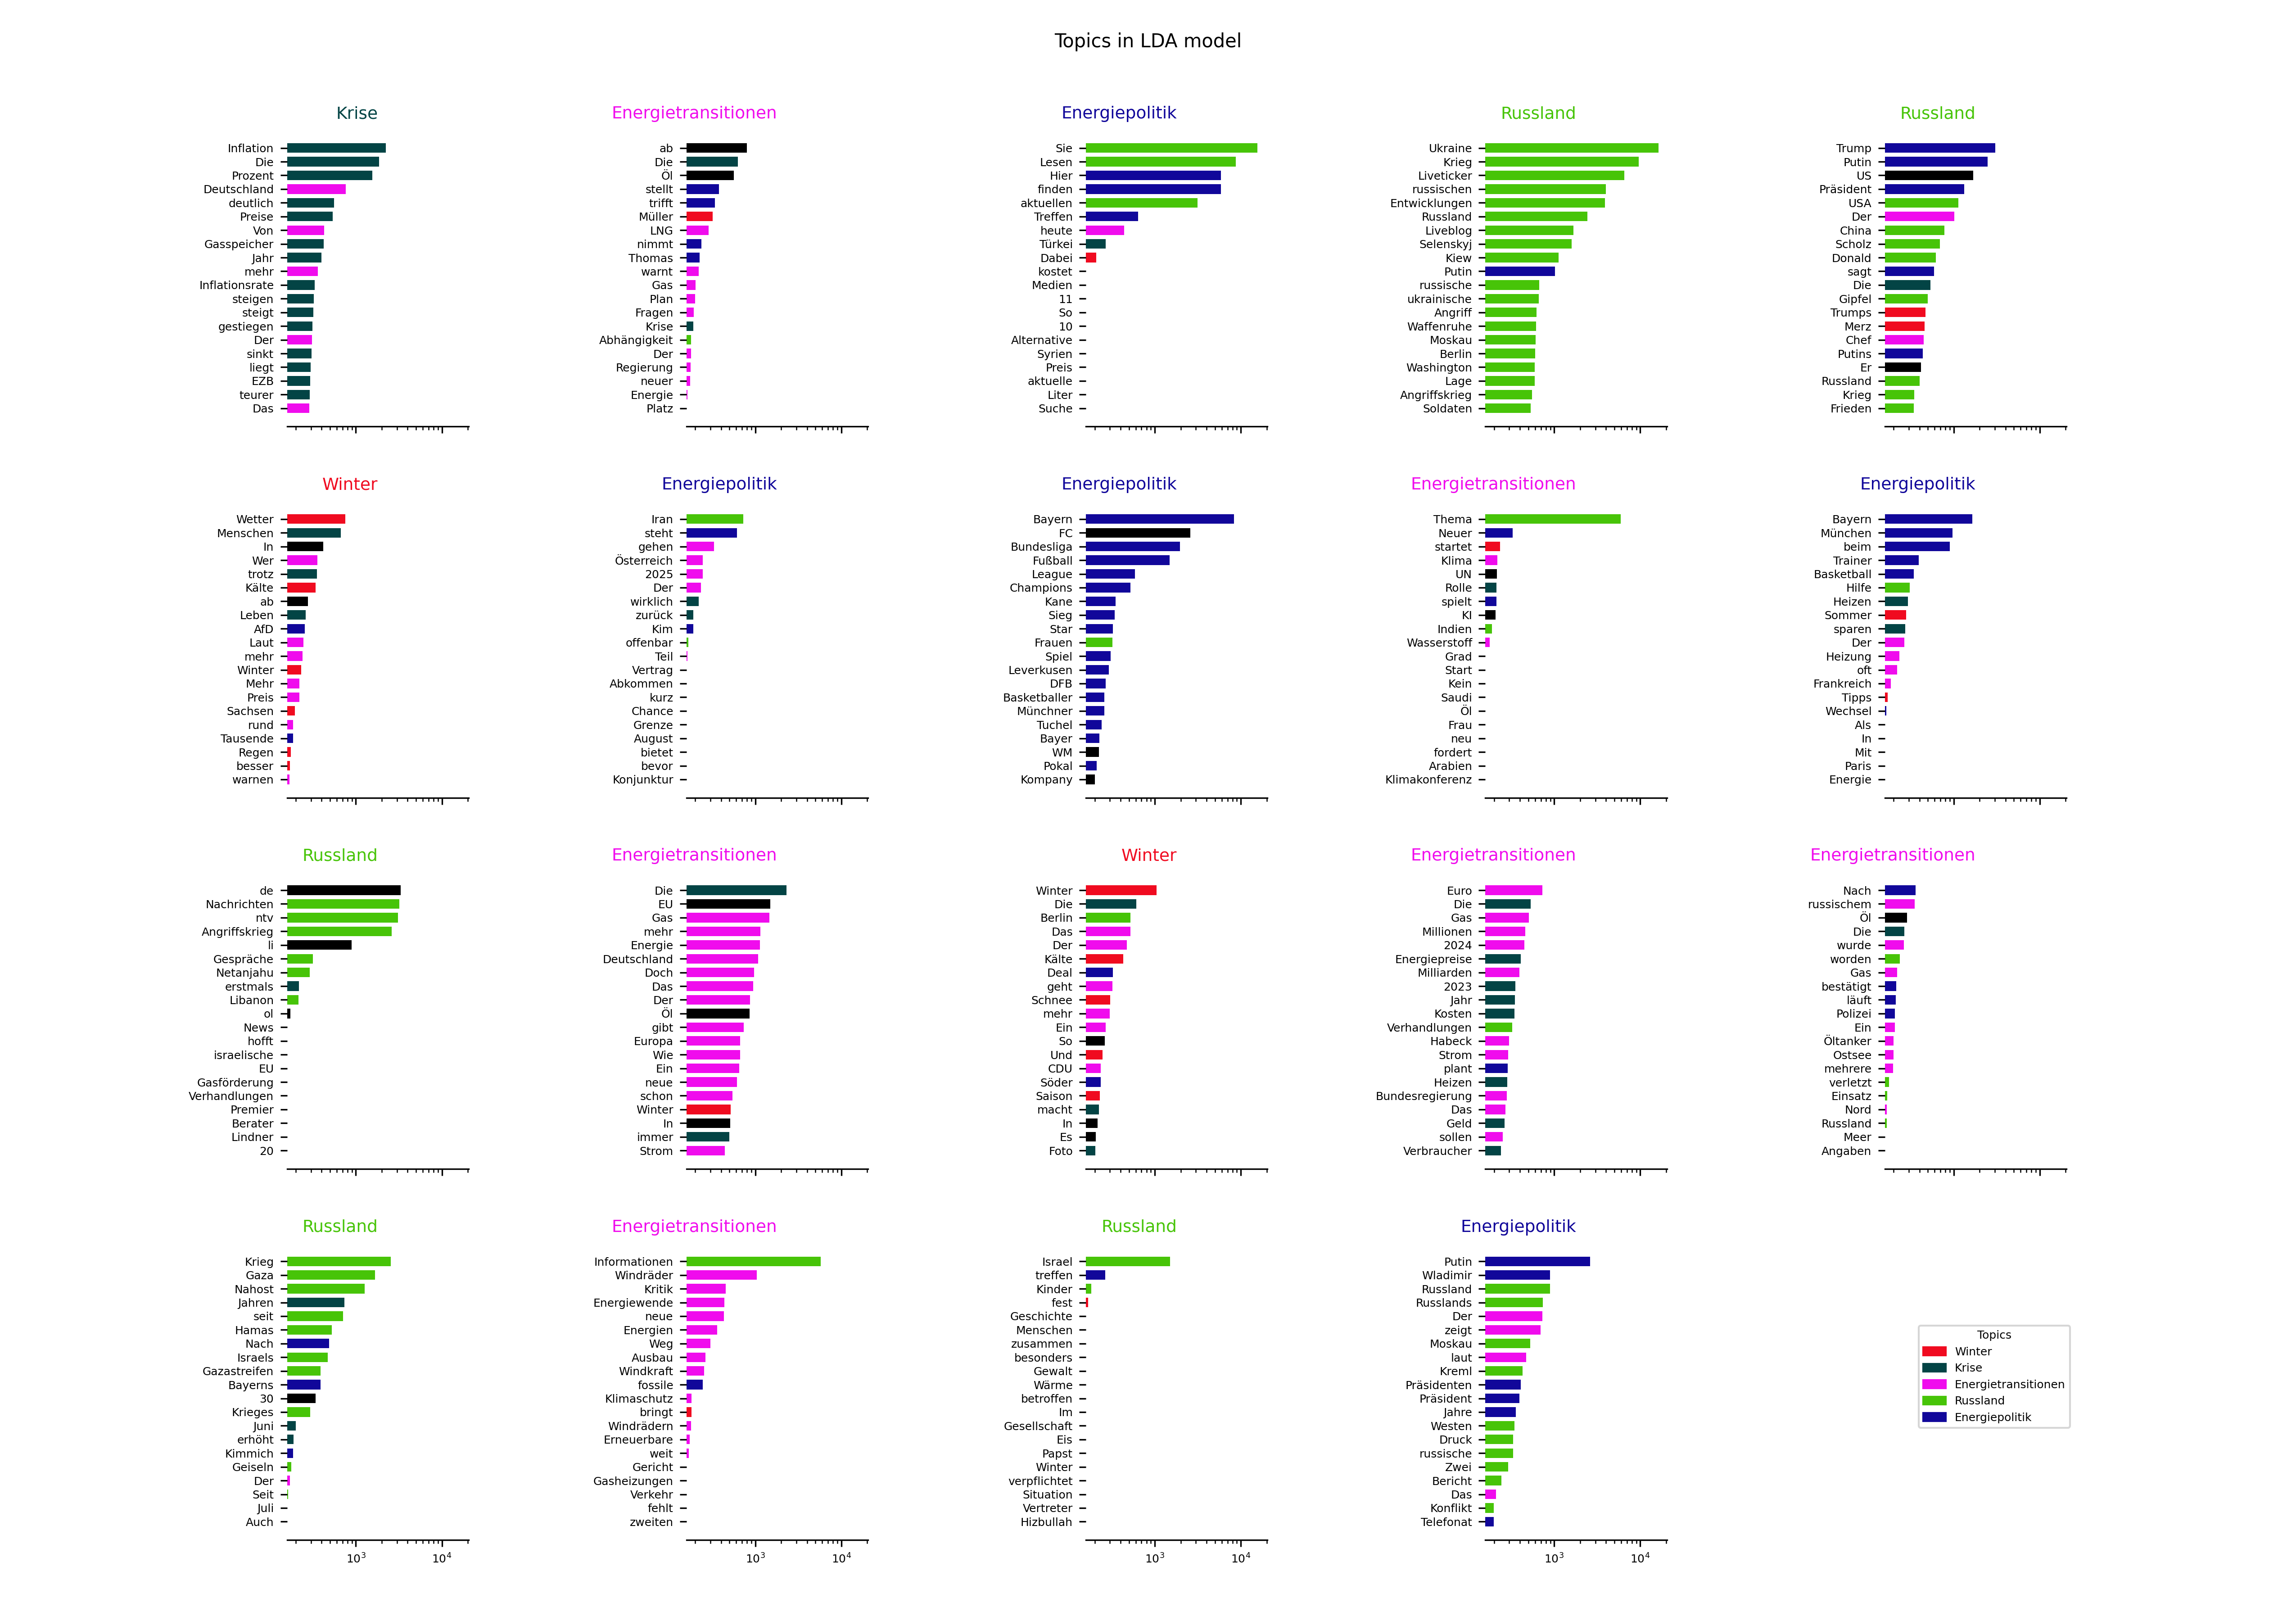 Topics in LDA model
Krise
Inflation
Die
Prozent
Deutschland
deutlich
Preise
Von
Gasspeicher
Jahr
mehr
Inflationsrate
steigen
steigt
gestiegen
Der
sinkt
liegt
EZB
teurer
Das
Energietransitionen
ab
Die
Öl
stellt
trifft
Müller
LNG
nimmt
Thomas
warnt
Gas
Plan
Fragen
Krise
Abhängigkeit
Der
Regierung
neuer
Energie
Platz
Energiepolitik
Sie
Lesen
Hier
finden
aktuellen
Treffen
heute
Türkei
Dabei
kostet
Medien
11
So
10
Alternative
Syrien
Preis
aktuelle
Liter
Suche
Russland
Ukraine
Krieg
Liveticker
russischen
Entwicklungen
Russland
Liveblog
Selenskyj
Kiew
Putin
russische
ukrainische
Angriff
Waffenruhe
Moskau
Berlin
Washington
Lage
Angriffskrieg
Soldaten
Russland
Trump
Putin
US
Präsident
USA
Der
China
Scholz
Donald
sagt
Die
Gipfel
Trumps
Merz
Chef
Putins
Er
Russland
Krieg
Frieden
Winter
Wetter
Menschen
In
Wer
trotz
Kälte
ab
Leben
AfD
Laut
mehr
Winter
Mehr
Preis
Sachsen
rund
Tausende
Regen
besser
warnen
Energiepolitik
Iran
steht
gehen
Österreich
2025
Der
wirklich
zurück
Kim
offenbar
Teil
Vertrag
Abkommen
kurz
Chance
Grenze
August
bietet
bevor
Konjunktur
Energiepolitik
Bayern
FC
Bundesliga
Fußball
League
Champions
Kane
Sieg
Star
Frauen
Spiel
Leverkusen
DFB
Basketballer
Münchner
Tuchel
Bayer
WM
Pokal
Kompany
Energietransitionen
Thema
Neuer
startet
Klima
UN
Rolle
spielt
KI
Indien
Wasserstoff
Grad
Start
Kein
Saudi
Öl
Frau
neu
fordert
Arabien
Klimakonferenz
Energiepolitik
Bayern
München
beim
Trainer
Basketball
Hilfe
Heizen
Sommer
sparen
Der
Heizung
oft
Frankreich
Tipps
Wechsel
Als
In
Mit
Paris
Energie
Russland
de
Nachrichten
ntv
Angriffskrieg
li
Gespräche
Netanjahu
erstmals
Libanon
ol
News
hofft
israelische
EU
Gasförderung
Verhandlungen
Premier
Berater
Lindner
20
Energietransitionen
Die
EU
Gas
mehr
Energie
Deutschland
Doch
Das
Der
Öl
gibt
Europa
Wie
Ein
neue
schon
Winter
In
immer
Strom
Winter
Winter
Die
Berlin
Das
Der
Kälte
Deal
geht
Schnee
mehr
Ein
So
Und
CDU
Söder
Saison
macht
In
Es
Foto
Energietransitionen
Euro
Die
Gas
Millionen
2024
Energiepreise
Milliarden
2023
Jahr
Kosten
Verhandlungen
Habeck
Strom
plant
Heizen
Bundesregierung
Das
Geld
sollen
Verbraucher
Energietransitionen
Nach
russischem
Öl
Die
wurde
worden
Gas
bestätigt
läuft
Polizei
Ein
Öltanker
Ostsee
mehrere
verletzt
Einsatz
Nord
Russland
Meer
Angaben
Russland
Krieg
Gaza
Nahost
Jahren
seit
Hamas
Nach
Israels
Gazastreifen
Bayerns
30
Krieges
Juni
erhöht
Kimmich
Geiseln
Der
Seit
Juli
Auch
10³ 10⁴
Energietransitionen
Informationen
Windräder
Kritik
Energiewende
neue
Energien
Weg
Ausbau
Windkraft
fossile
Klimaschutz
bringt
Windrädern
Erneuerbare
weit
Gericht
Gasheizungen
Verkehr
fehlt
zweiten
10³ 10⁴
Russland
Israel
treffen
Kinder
fest
Geschichte
Menschen
zusammen
besonders
Gewalt
Wärme
betroffen
Im
Gesellschaft
Eis
Papst
Winter
verpflichtet
Situation
Vertreter
Hizbullah
10³ 10⁴
Energiepolitik
Putin
Wladimir
Russland
Russlands
Der
zeigt
Moskau
laut
Kreml
Präsidenten
Präsident
Jahre
Westen
Druck
russische
Zwei
Bericht
Das
Konflikt
Telefonat
10³ 10⁴
Topics
Winter
Krise
Energietransitionen
Russland
Energiepolitik